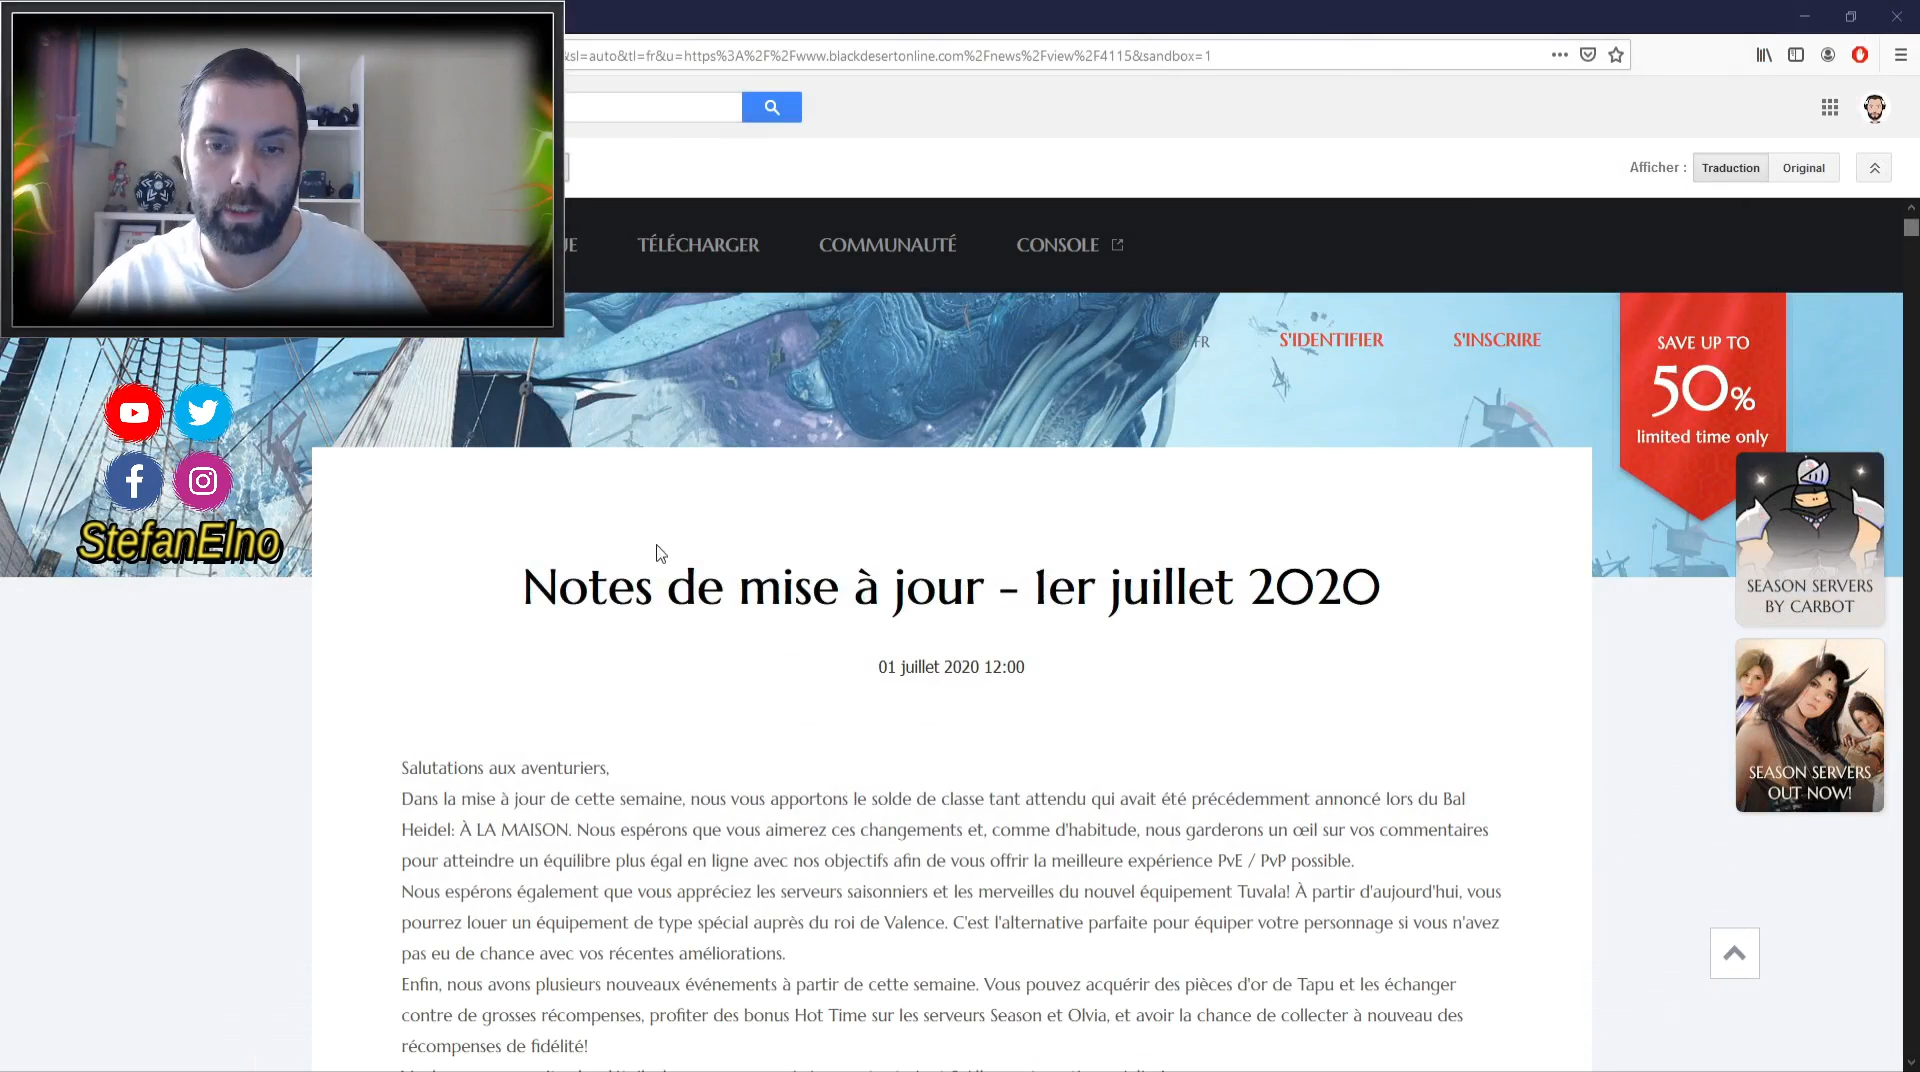 &sl=auto&tl=fr&u=https%3A%2F%2Fwww.blackdesertonline.com%2Fnews%2Fview%2F4115&sandbox=1
Afficher : Traduction Original
TÉLÉCHARGER COMMUNAUTÉ CONSOLE
FR S'IDENTIFIER S'INSCRIRE
SAVE UP TO
50%
limited time only
StefanElno
SEASON SERVERS
BY CARBOT
Notes de mise à jour - 1er juillet 2020
01 juillet 2020 12:00
SEASON SERVERS
OUT NOW!
Salutations aux aventuriers,
Dans la mise à jour de cette semaine, nous vous apportons le solde de classe tant attendu qui avait été précédemment annoncé lors du Bal
Heidel: À LA MAISON. Nous espérons que vous aimerez ces changements et, comme d'habitude, nous garderons un œil sur vos commentaires
pour atteindre un équilibre plus égal en ligne avec nos objectifs afin de vous offrir la meilleure expérience PvE / PvP possible.
Nous espérons également que vous appréciez les serveurs saisonniers et les merveilles du nouvel équipement Tuvala! À partir d'aujourd'hui, vous
pourrez louer un équipement de type spécial auprès du roi de Valence. C'est l'alternative parfaite pour équiper votre personnage si vous n'avez
pas eu de chance avec vos récentes améliorations.
Enfin, nous avons plusieurs nouveaux événements à partir de cette semaine. Vous pouvez acquérir des pièces d'or de Tapu et les échanger
contre de grosses récompenses, profiter des bonus Hot Time sur les serveurs Season et Olvia, et avoir la chance de collecter à nouveau des
récompenses de fidélité!